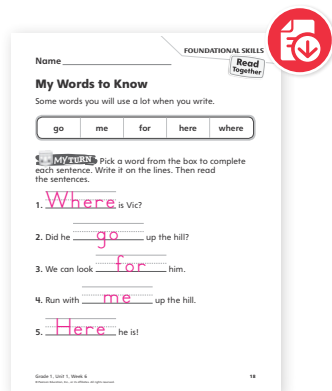 FOUNDATIONAL SKILLS
Name
Read
Together
My Words to Know
Some words you will use a lot when you write.
go me for here where
MY TURN Pick a word from the box to complete
each sentence. Write it on the lines. Then read
the sentences.
1. Where is Vic?
2. Did he go up the hill?
3. We can look for him.
4. Run with me up the hill.
5. Here he is!
Grade 1, Unit 1, Week 6
18